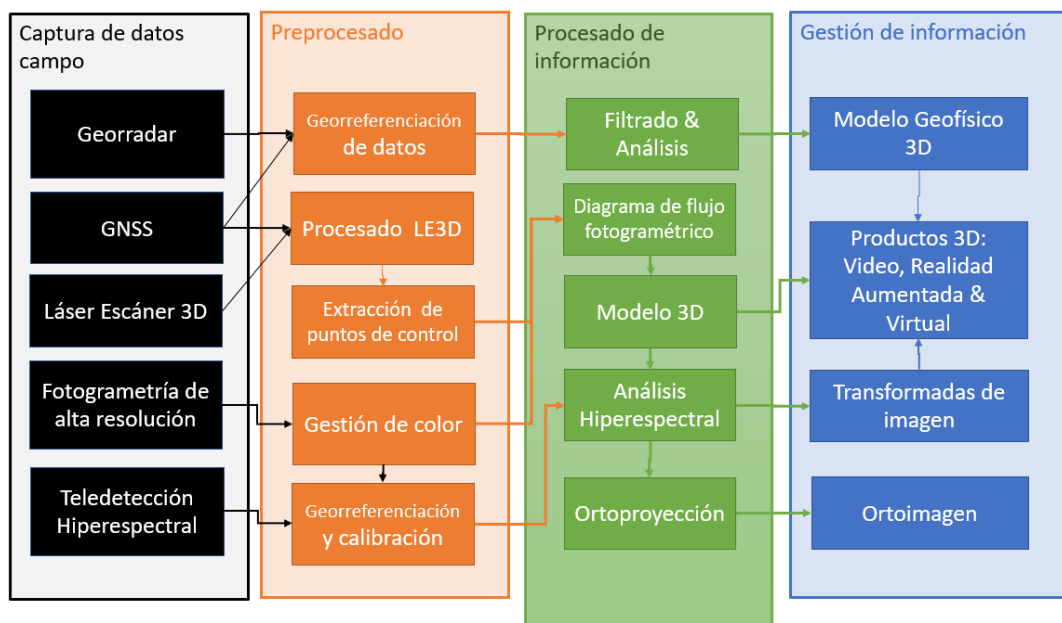 Captura de datos
campo
Georradar
GNSS
Láser Escáner 3D
Fotogrametría de
alta resolución
Teledetección
Hiperespectral
Preprocesado
Georreferenciación
de datos
Procesado LE3D
Extracción de
puntos de control
Gestión de color
Georreferenciación
y calibración
Procesado de
información
Filtrado &
Análisis
Diagrama de flujo
fotogramétrico
Modelo 3D
Análisis
Hiperespectral
Ortoproyección
Gestión de información
Modelo Geofísico
3D
Productos 3D:
Video, Realidad
Aumentada &
Virtual
Transformadas de
imagen
Ortoimagen